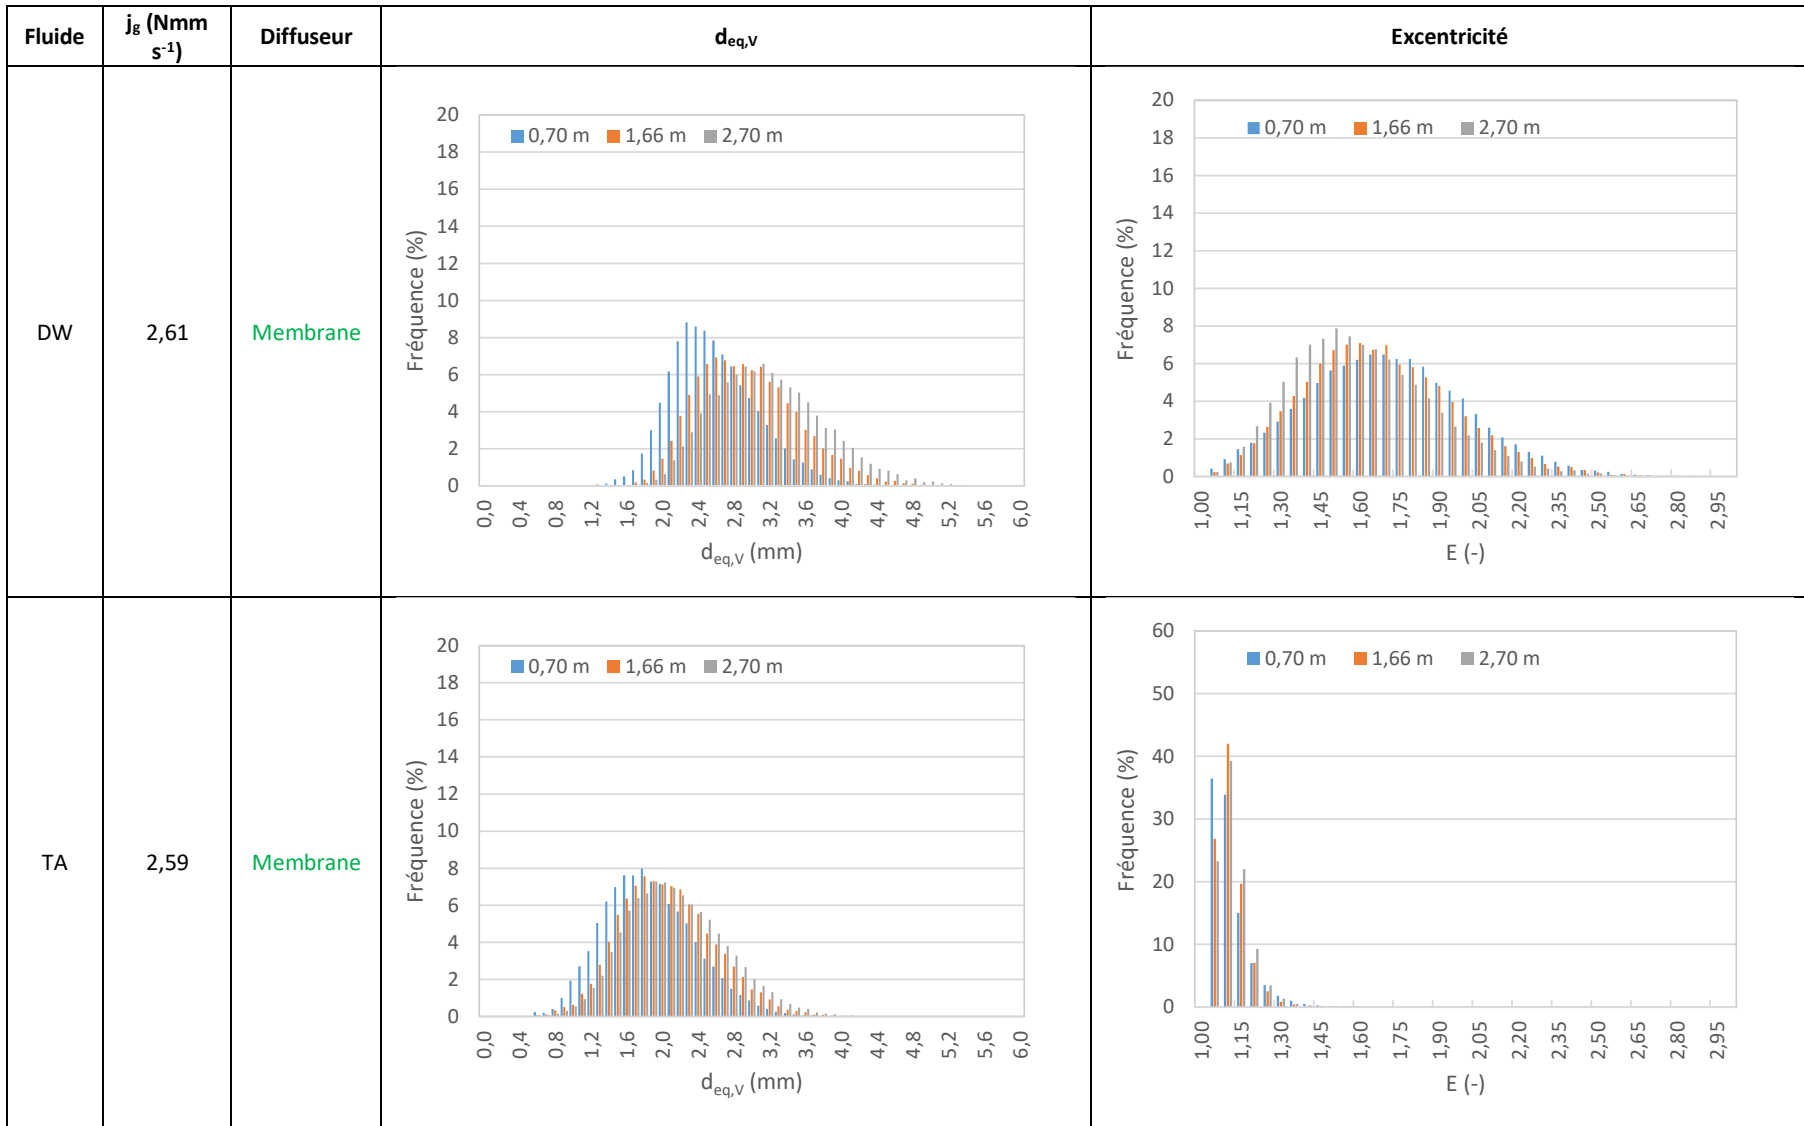 Fluide
j_g (Nmm
s⁻¹)
Diffuseur
d_eq,V
Excentricité
DW
2,61
Membrane
20
18
16
14
12
10
8
6
4
2
0
Fréquence (%)
0,70 m 1,66 m 2,70 m
0,0 0,4 0,8 1,2 1,6 2,0 2,4 2,8 3,2 3,6 4,0 4,4 4,8 5,2 5,6 6,0
d_eq,V (mm)
20
18
16
14
12
10
8
6
4
2
0
Fréquence (%)
0,70 m 1,66 m 2,70 m
1,00 1,15 1,30 1,45 1,60 1,75 1,90 2,05 2,20 2,35 2,50 2,65 2,80 2,95
E (-)
TA
2,59
Membrane
20
18
16
14
12
10
8
6
4
2
0
Fréquence (%)
0,70 m 1,66 m 2,70 m
0,0 0,4 0,8 1,2 1,6 2,0 2,4 2,8 3,2 3,6 4,0 4,4 4,8 5,2 5,6 6,0
d_eq,V (mm)
60
50
40
30
20
10
0
Fréquence (%)
0,70 m 1,66 m 2,70 m
1,00 1,15 1,30 1,45 1,60 1,75 1,90 2,05 2,20 2,35 2,50 2,65 2,80 2,95
E (-)